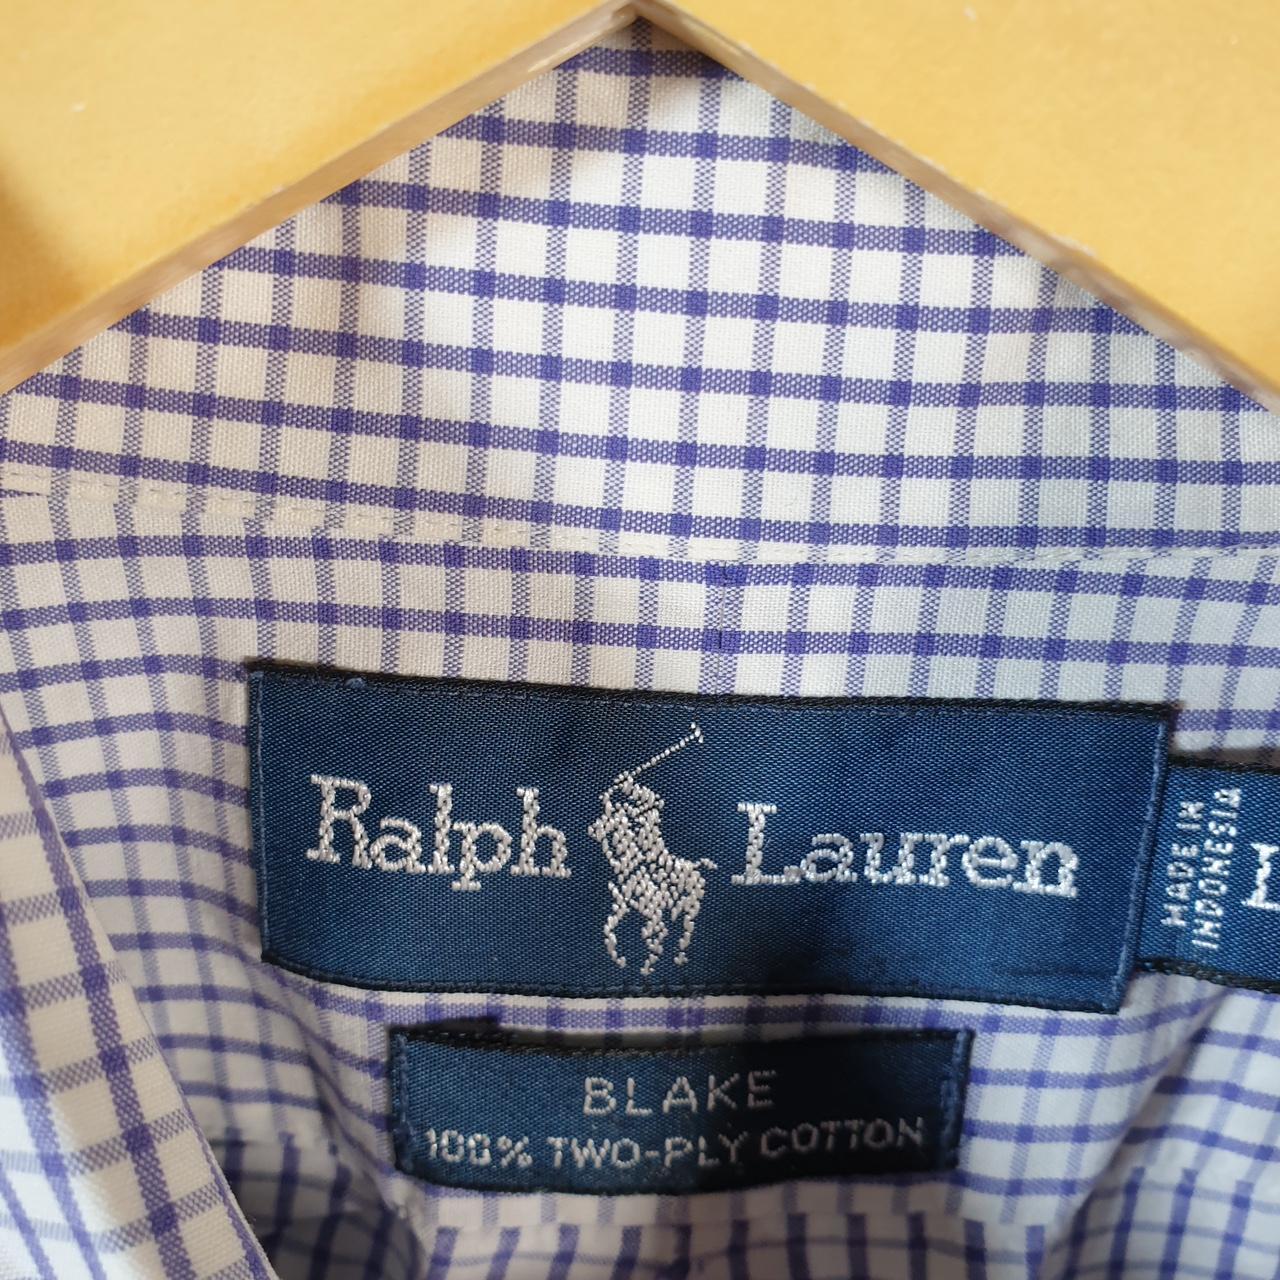 Ralph Lauren
MADE IN
INDONESIA
L
BLAKE
100% TWO-PLY COTTON